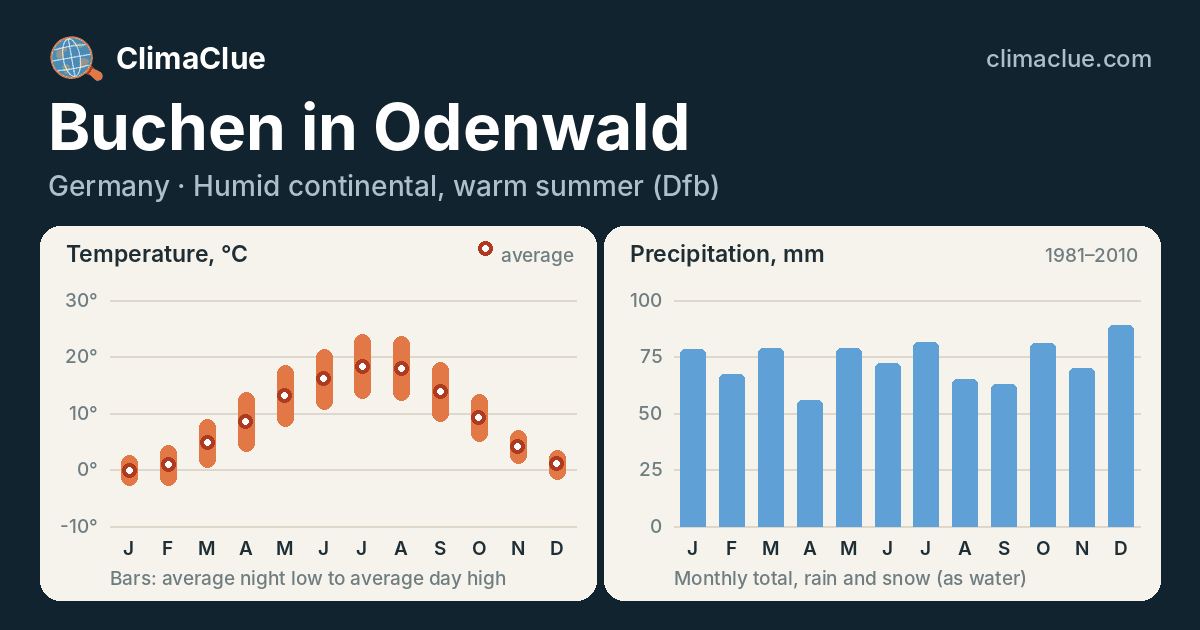 ClimaClue
climaclue.com
Buchen in Odenwald
Germany · Humid continental, warm summer (Dfb)
Temperature, °C
average
30°
20°
10°
0°
-10°
J F M A M J J A S O N D
Bars: average night low to average day high
Precipitation, mm
1981–2010
100
75
50
25
0
J F M A M J J A S O N D
Monthly total, rain and snow (as water)